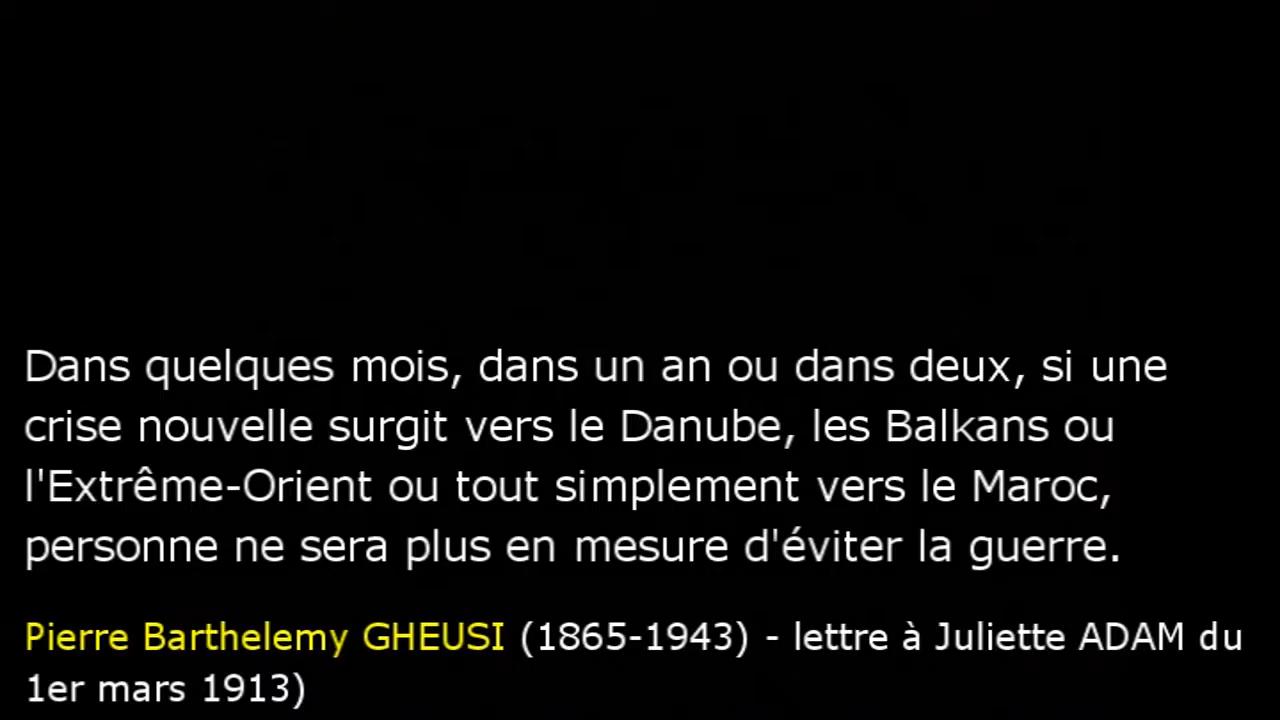 Dans quelques mois, dans un an ou dans deux, si une
crise nouvelle surgit vers le Danube, les Balkans ou
l'Extrême-Orient ou tout simplement vers le Maroc,
personne ne sera plus en mesure d'éviter la guerre.
Pierre Barthelemy GHEUSI (1865-1943) - lettre à Juliette ADAM du
1er mars 1913)